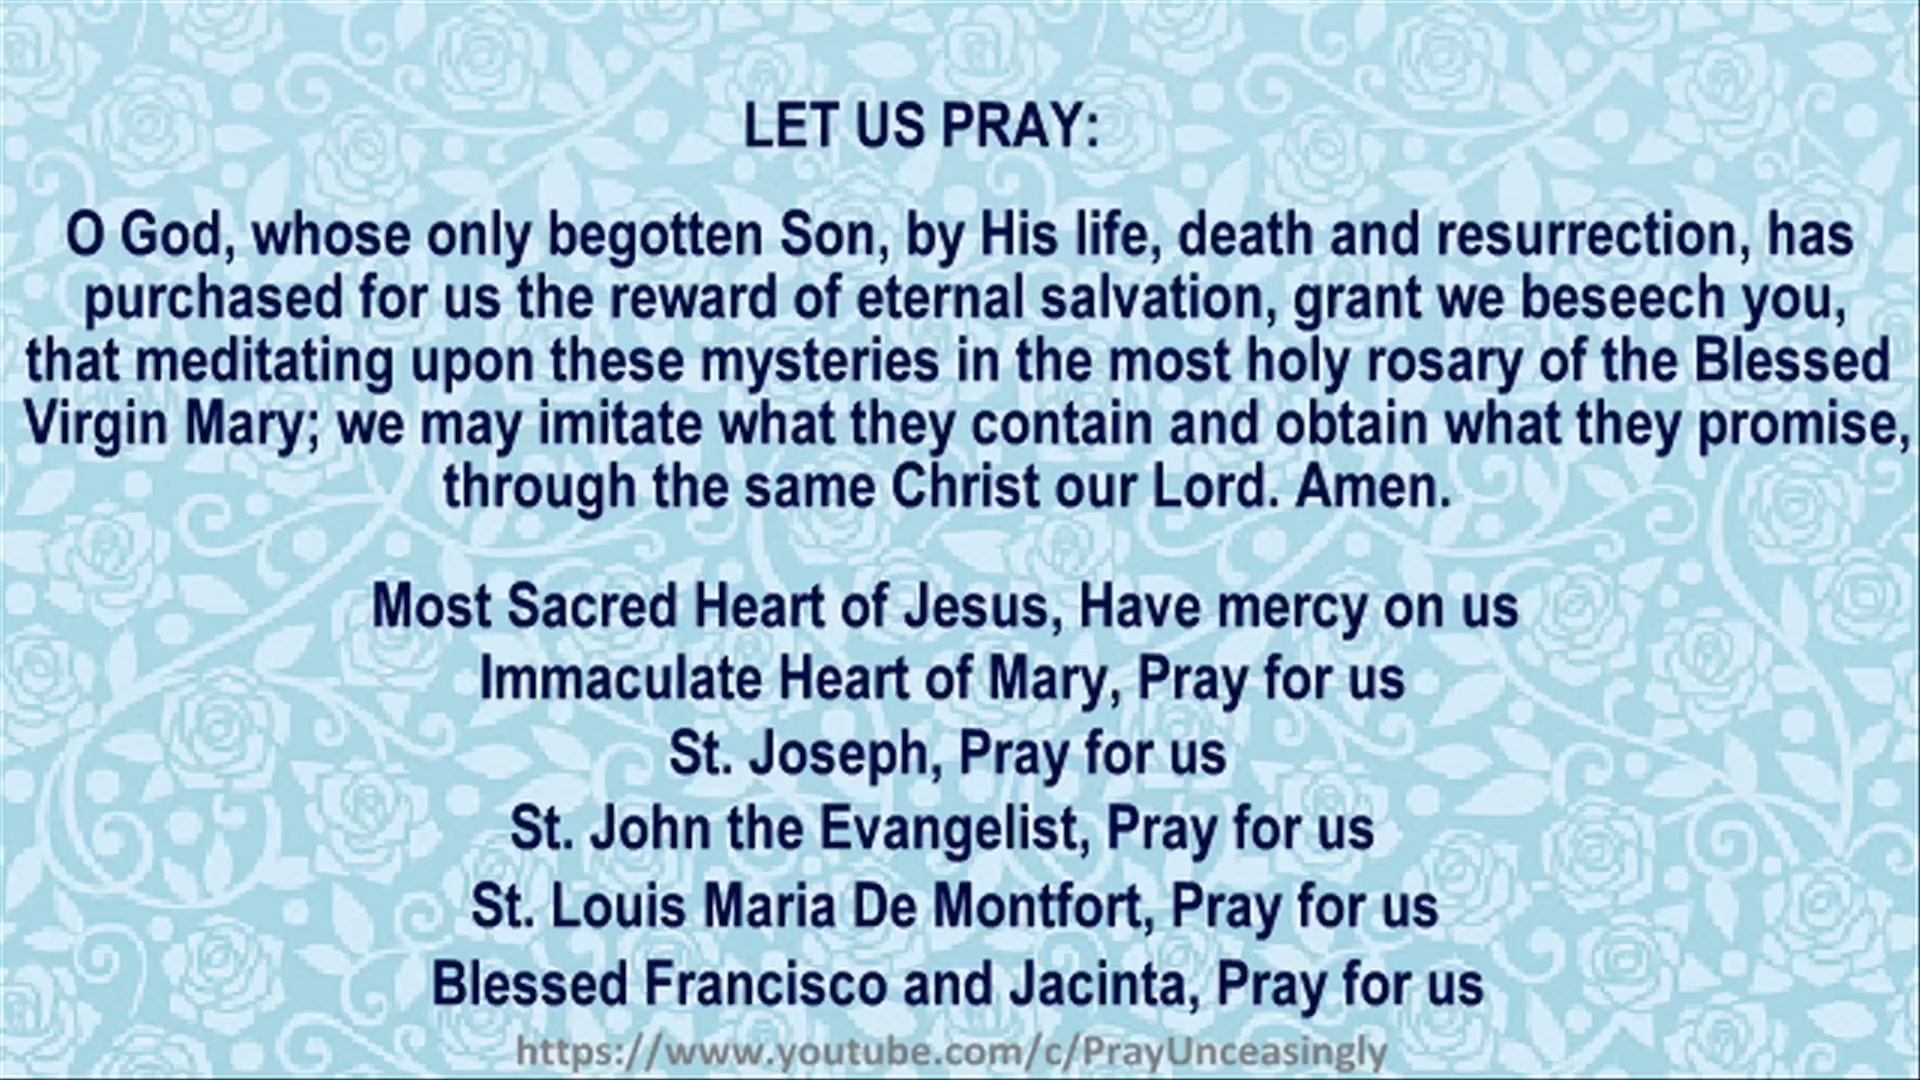 LET US PRAY:
O God, whose only begotten Son, by His life, death and resurrection, has
purchased for us the reward of eternal salvation, grant we beseech you,
that meditating upon these mysteries in the most holy rosary of the Blessed
Virgin Mary; we may imitate what they contain and obtain what they promise,
through the same Christ our Lord. Amen.
Most Sacred Heart of Jesus, Have mercy on us
Immaculate Heart of Mary, Pray for us
St. Joseph, Pray for us
St. John the Evangelist, Pray for us
St. Louis Maria De Montfort, Pray for us
Blessed Francisco and Jacinta, Pray for us
https://www.youtube.com/c/PrayUnceasingly